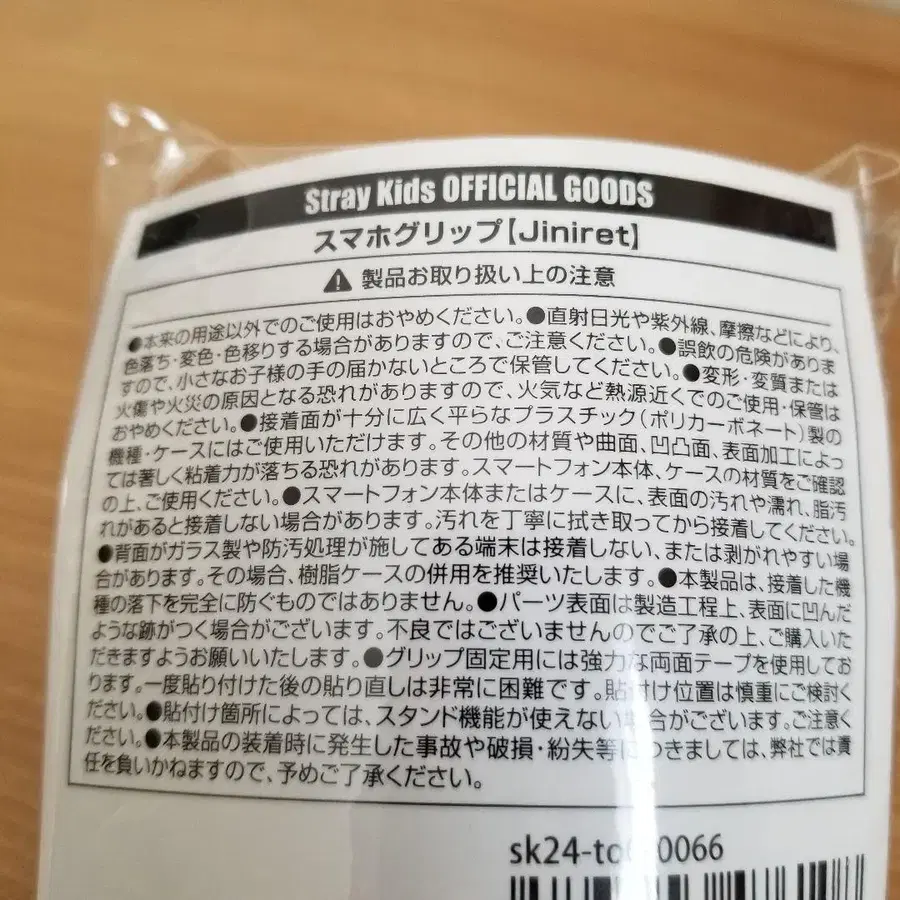 Stray Kids OFFICIAL GOODS
スマホグリップ【Jiniret】
⚠ 製品お取り扱い上の注意
●本来の用途以外でのご使用はおやめください。●直射日光や紫外線、摩擦などにより、
色落ち・変色・色移りする場合がありますので、ご注意ください。●誤飲の危険がありま
すので、小さなお子様の手の届かないところで保管してください。●変形・変質または
火傷や火災の原因となる恐れがありますので、火気など熱源近くでのご使用・保管は
おやめください。●接着面が十分に広く平らなプラスチック(ポリカーボネート)製の
機種・ケースにはご使用いただけます。その他の材質や曲面、凹凸面、表面加工によっ
ては著しく粘着力が落ちる恐れがあります。スマートフォン本体、ケースの材質をご確認
の上、ご使用ください。●スマートフォン本体またはケースに、表面の汚れや濡れ、脂汚
れがあると接着しない場合があります。汚れを丁寧に拭き取ってから接着してください。
●背面がガラス製や防汚処理が施してある端末は接着しない、または剥がれやすい場
合があります。その場合、樹脂ケースの併用を推奨いたします。●本製品は、接着した機
種の落下を完全に防ぐものではありません。●パーツ表面は製造工程上、表面に凹んだ
ような跡がつく場合がございます。不良ではございませんのでご了承の上、ご購入いた
だきますようお願いいたします。●グリップ固定用には強力な両面テープを使用してお
ります。一度貼り付けた後の貼り直しは非常に困難です。貼付け位置は慎重にご検討く
ださい。●貼付け箇所によっては、スタンド機能が使えない場合がございます。ご注意く
ださい。●本製品の装着時に発生した事故や破損・紛失等につきましては、弊社では責
任を負いかねますので、予めご了承ください。